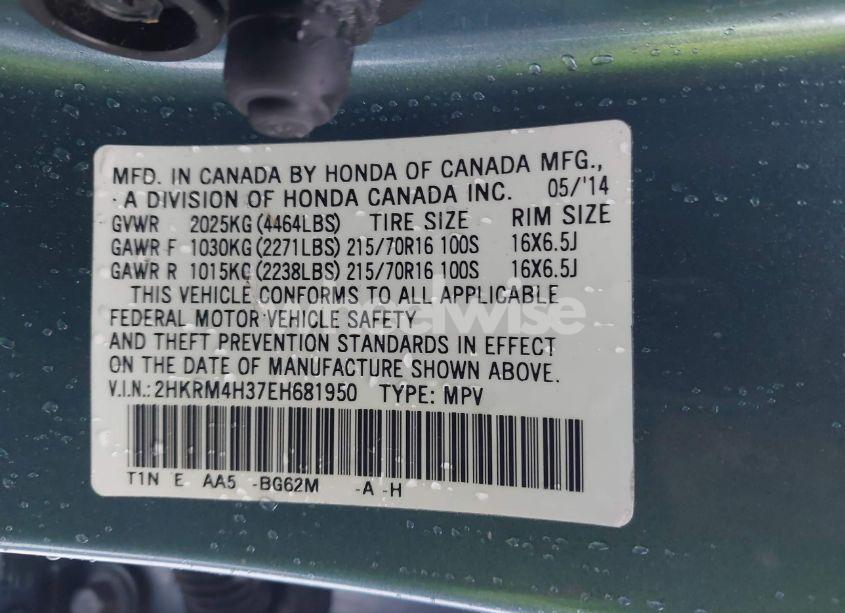 MFD. IN CANADA BY HONDA OF CANADA MFG.,
A DIVISION OF HONDA CANADA INC. 05/'14
GVWR 2025KG (4464LBS) TIRE SIZE RIM SIZE
GAWR F 1030KG (2271LBS) 215/70R16 100S 16X6.5J
GAWR R 1015KG (2238LBS) 215/70R16 100S 16X6.5J
THIS VEHICLE CONFORMS TO ALL APPLICABLE
FEDERAL MOTOR VEHICLE SAFETY
wheelwise
AND THEFT PREVENTION STANDARDS IN EFFECT
ON THE DATE OF MANUFACTURE SHOWN ABOVE.
V.I.N.: 2HKRM4H37EH681950 TYPE: MPV
T1N E AA5 -BG62M -A -H